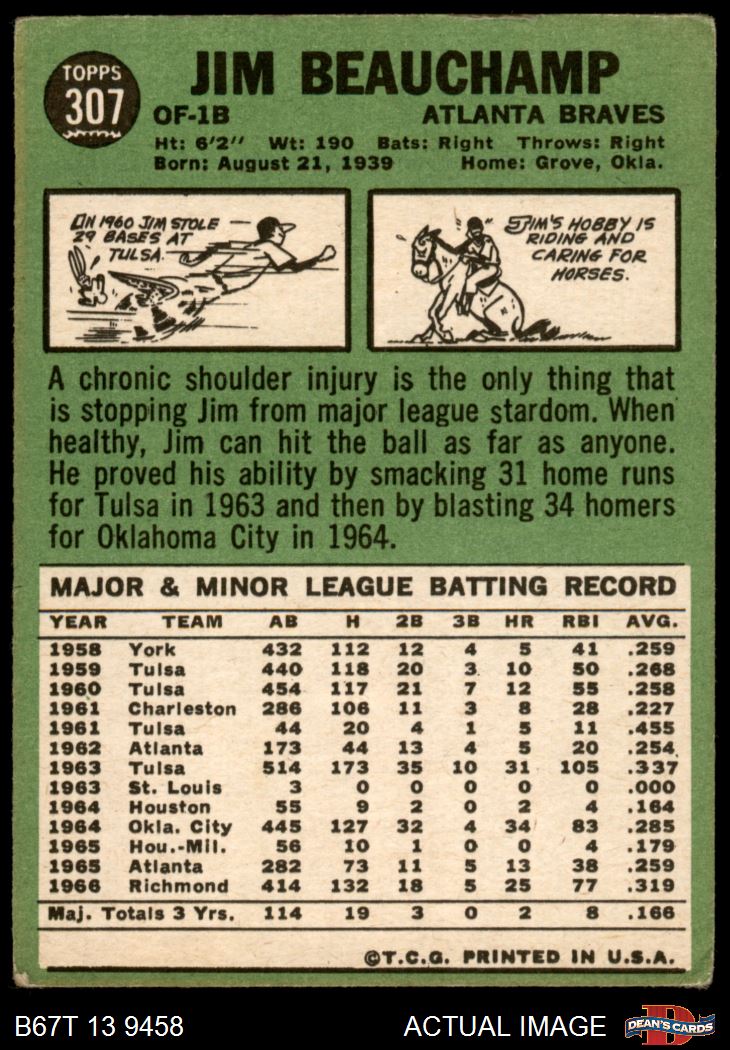 TOPPS
307
JIM BEAUCHAMP
OF-1B ATLANTA BRAVES
Ht: 6'2" Wt: 190 Bats: Right Throws: Right
Born: August 21, 1939 Home: Grove, Okla.
IN 1960 JIM STOLE
29 BASES AT
TULSA.
JIM'S HOBBY IS
RIDING AND
CARING FOR
HORSES.
A chronic shoulder injury is the only thing that
is stopping Jim from major league stardom. When
healthy, Jim can hit the ball as far as anyone.
He proved his ability by smacking 31 home runs
for Tulsa in 1963 and then by blasting 34 homers
for Oklahoma City in 1964.
MAJOR & MINOR LEAGUE BATTING RECORD
YEAR TEAM AB H 2B 3B HR RBI AVG.
1958 York 432 112 12 4 5 41 .259
1959 Tulsa 440 118 20 3 10 50 .268
1960 Tulsa 454 117 21 7 12 55 .258
1961 Charleston 286 106 11 3 8 28 .227
1961 Tulsa 44 20 4 1 5 11 .455
1962 Atlanta 173 44 13 4 5 20 .254
1963 Tulsa 514 173 35 10 31 105 .337
1963 St. Louis 3 0 0 0 0 0 .000
1964 Houston 55 9 2 0 2 4 .164
1964 Okla. City 445 127 32 4 34 83 .285
1965 Hou.-Mil. 56 10 1 0 0 4 .179
1965 Atlanta 282 73 11 5 13 38 .259
1966 Richmond 414 132 18 5 25 77 .319
Maj. Totals 3 Yrs. 114 19 3 0 2 8 .166
©T.C.G. PRINTED IN U.S.A.
B67T 13 9458 ACTUAL IMAGE
D
DEAN'S CARDS